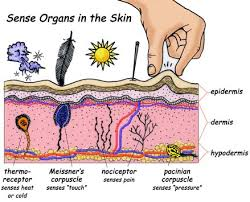 Sense Organs in the Skin
epidermis
dermis
hypodermis
thermo-
receptor
senses heat
or cold
Meissner's
corpuscle
senses "touch"
nociceptor
senses pain
pacinian
corpuscle
senses "pressure"